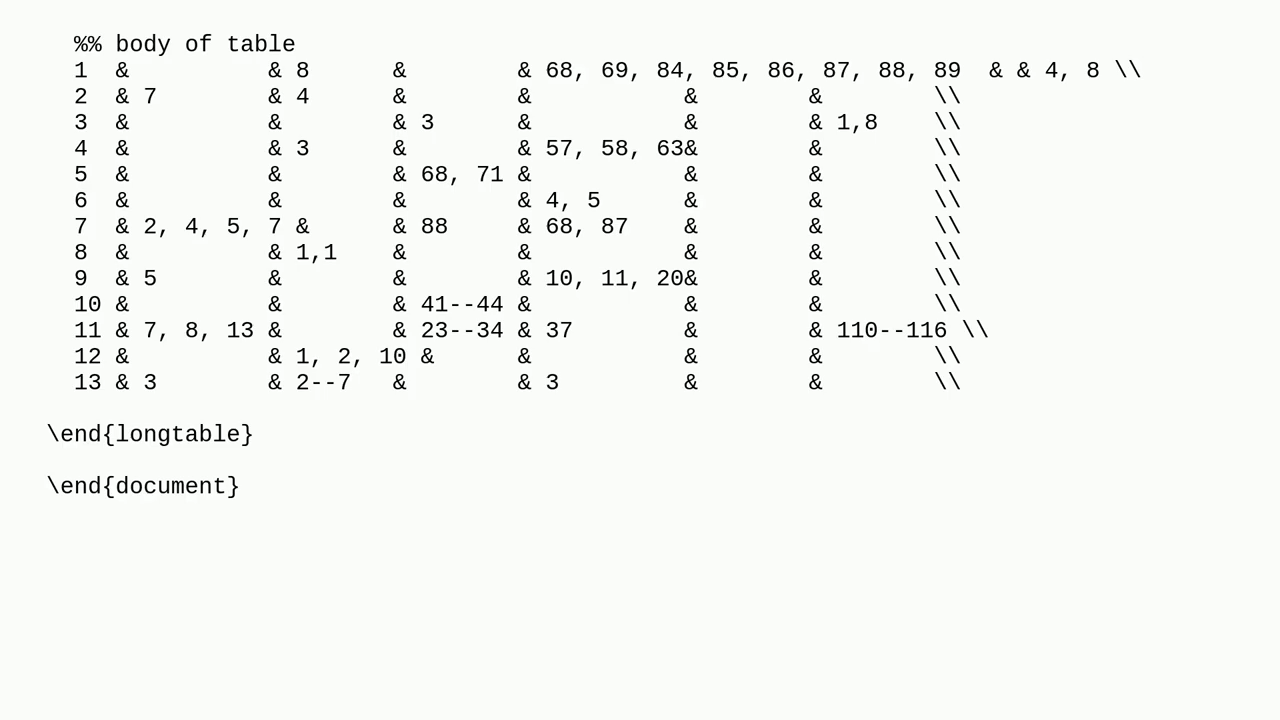 %% body of table
1  &          & 8      &        & 68, 69, 84, 85, 86, 87, 88, 89  & & 4, 8 \\
2  & 7        & 4      &        &           &        &        \\
3  &          &        & 3      &           &        & 1,8    \\
4  &          & 3      &        & 57, 58, 63&        &        \\
5  &          &        & 68, 71 &           &        &        \\
6  &          &        &        & 4, 5      &        &        \\
7  & 2, 4, 5, 7 &      & 88     & 68, 87    &        &        \\
8  &          & 1,1    &        &           &        &        \\
9  & 5        &        &        & 10, 11, 20&        &        \\
10 &          &        & 41--44 &           &        &        \\
11 & 7, 8, 13 &        & 23--34 & 37        &        & 110--116 \\
12 &          & 1, 2, 10 &      &           &        &        \\
13 & 3        & 2--7   &        & 3         &        &        \\
\end{longtable}
\end{document}